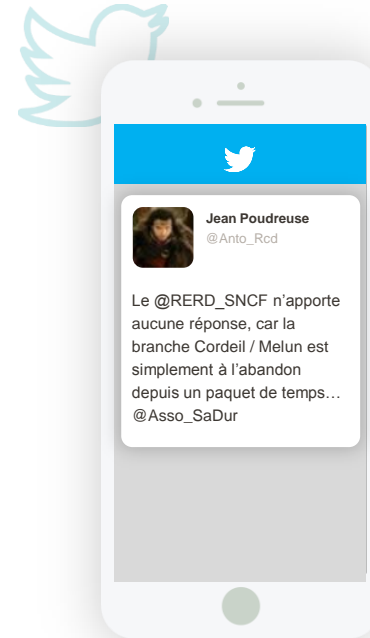 Jean Poudreuse
@Anto_Rcd
Le @RERD_SNCF n’apporte
aucune réponse, car la
branche Cordeil / Melun est
simplement à l’abandon
depuis un paquet de temps…
@Asso_SaDur